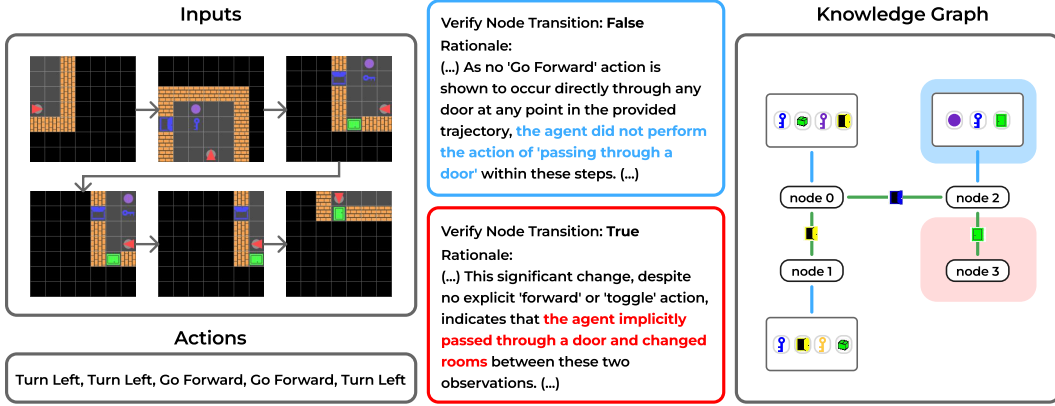 Inputs
Actions
Turn Left, Turn Left, Go Forward, Go Forward, Turn Left
Verify Node Transition: False
Rationale:
(...) As no 'Go Forward' action is
shown to occur directly through any
door at any point in the provided
trajectory, the agent did not perform
the action of 'passing through a
door' within these steps. (...)
Verify Node Transition: True
Rationale:
(...) This significant change, despite
no explicit 'forward' or 'toggle' action,
indicates that the agent implicitly
passed through a door and changed
rooms between these two
observations. (...)
Knowledge Graph
node 0
node 2
node 1
node 3